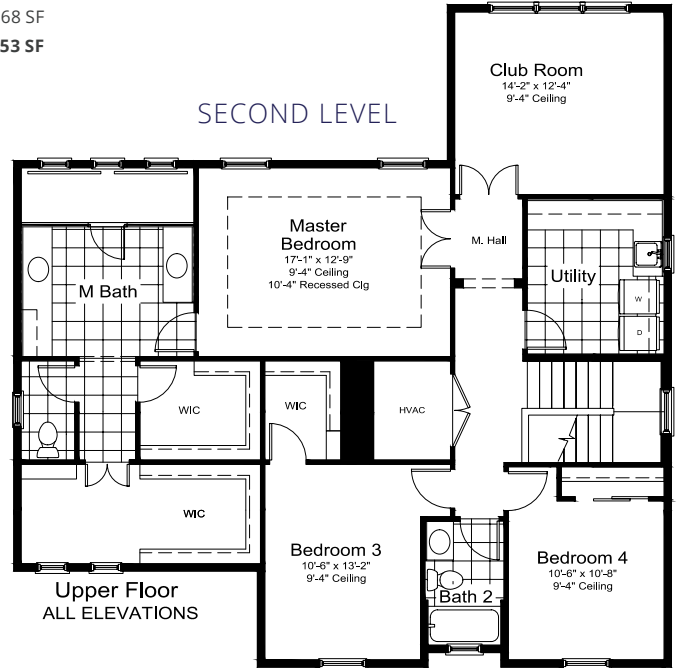 68 SF
53 SF
SECOND LEVEL
Club Room
14'-2" x 12'-4"
9'-4" Ceiling
Master
Bedroom
17'-1" x 12'-9"
9'-4" Ceiling
10'-4" Recessed Clg
M. Hall
Utility
W
D
M Bath
WIC
WIC
HVAC
WIC
Bedroom 3
10'-6" x 13'-2"
9'-4" Ceiling
Bath 2
Bedroom 4
10'-6" x 10'-8"
9'-4" Ceiling
Upper Floor
ALL ELEVATIONS